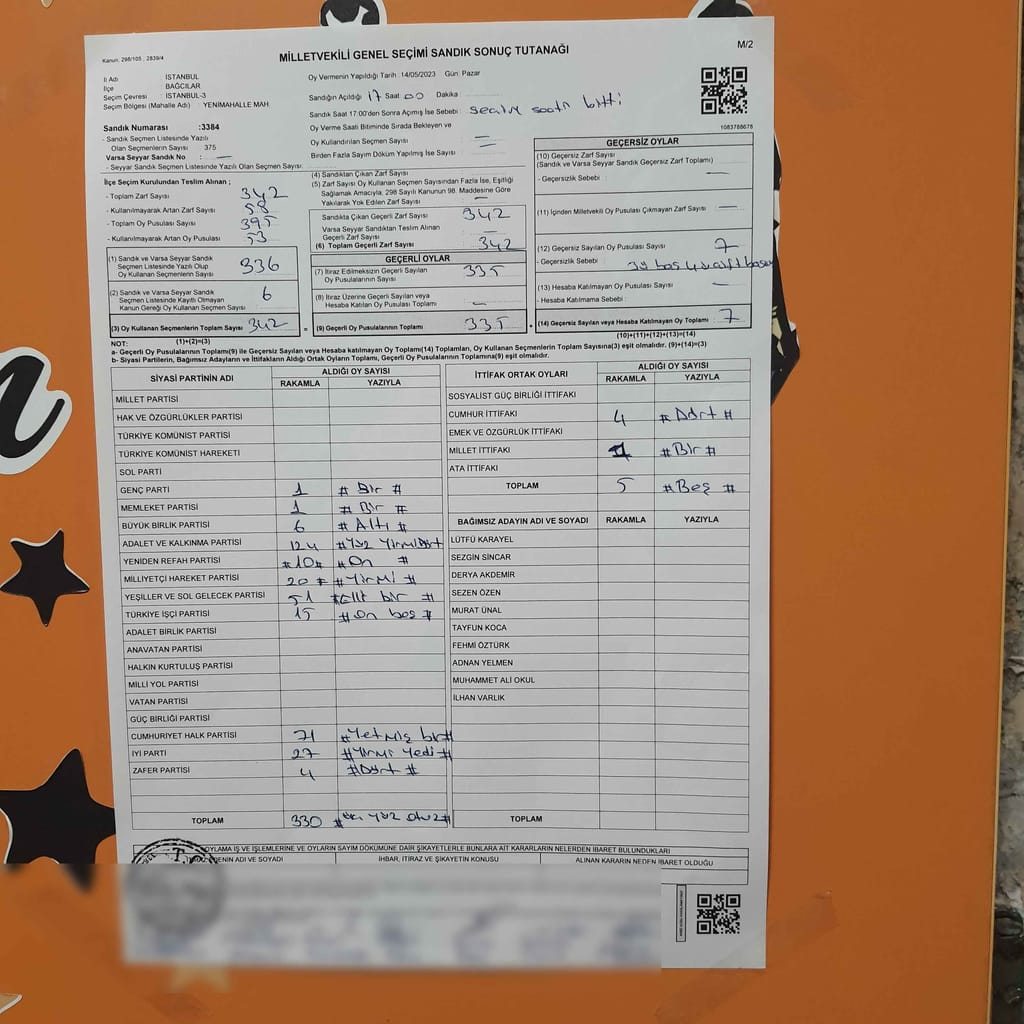 Kanun: 298/105 , 2839/4
MİLLETVEKİLİ GENEL SEÇİMİ SANDIK SONUÇ TUTANAĞI
M/2
İl Adı : İSTANBUL
İlçe : BAĞCILAR
Seçim Çevresi : İSTANBUL-3
Seçim Bölgesi (Mahalle Adı) : YENİMAHALLE MAH.
Oy Vermenin Yapıldığı Tarih : 14/05/2023 Gün: Pazar
Sandığın Açıldığı 17 Saat 00 Dakika :
Sandık Saat 17:00'den Sonra Açımış İse Sebebi :
Oy Verme Saati Bitiminde Sırada Bekleyen ve
Oy Kullandırılan Seçmen Sayısı : —
Birden Fazla Sayım Döküm Yapılmış İse Sayısı : —
1083788678
Sandık Numarası :3384
- Sandık Seçmen Listesinde Yazılı
Olan Seçmenlerin Sayısı : 375
Varsa Seyyar Sandık No : —
- Seyyar Sandık Seçmen Listesinde Yazılı Olan Seçmen Sayısı:
İlçe Seçim Kurulundan Teslim Alınan ;
- Toplam Zarf Sayısı 342
- Kullanılmayarak Artan Zarf Sayısı 58
- Toplam Oy Pusulası Sayısı 395
- Kullanılmayarak Artan Oy Pusulası 53
(1) Sandık ve Varsa Seyyar Sandık
Seçmen Listesinde Yazılı Olup
Oy Kullanan Seçmenlerin Sayısı 336
(2) Sandık ve Varsa Seyyar Sandık
Seçmen Listesinde Kayıtlı Olmayan
Kanun Gereği Oy Kullanan Seçmen Sayısı 6
(3) Oy Kullanan Seçmenlerin Toplam Sayısı 342
(1)+(2)=(3)
(4) Sandıktan Çıkan Zarf Sayısı
(5) Zarf Sayısı Oy Kullanan Seçmen Sayısından Fazla İse, Eşitliği
Sağlamak Amacıyla, 298 Sayılı Kanunun 98. Maddesine Göre
Yakılarak Yok Edilen Zarf Sayısı —
Sandıkta Çıkan Geçerli Zarf Sayısı 342
Varsa Seyyar Sandıktan Teslim Alınan
Geçerli Zarf Sayısı —
(6) Toplam Geçerli Zarf Sayısı 342
GEÇERLİ OYLAR
(7) İtiraz Edilmeksizin Geçerli Sayılan
Oy Pusulalarının Sayısı 335
(8) İtiraz Üzerine Geçerli Sayılan veya
Hesaba Katılan Oy Pusulası Toplamı —
= (9) Geçerli Oy Pusulalarının Toplamı 335
GEÇERSİZ OYLAR
(10) Geçersiz Zarf Sayısı
(Sandık ve Varsa Seyyar Sandık Geçersiz Zarf Toplamı)
- Geçersizlik Sebebi : —
(11) İçinden Milletvekili Oy Pusulası Çıkmayan Zarf Sayısı —
(12) Geçersiz Sayılan Oy Pusulası Sayısı 7
- Geçersizlik Sebebi :
(13) Hesaba Katılmayan Oy Pusulası Sayısı —
- Hesaba Katılmama Sebebi :
+ (14) Geçersiz Sayılan veya Hesaba Katılmayan Oy Toplamı 7
(10)+(11)+(12)+(13)=(14)
NOT:
a- Geçerli Oy Pusulalarının Toplamı(9) ile Geçersiz Sayılan veya Hesaba katılmayan Oy Toplamı(14) Toplamları, Oy Kullanan Seçmenlerin Toplam Sayısına(3) eşit olmalıdır. (9)+(14)=(3)
b- Siyasi Partilerin, Bağımsız Adayların ve İttifakların Aldığı Ortak Oyların Toplamı, Geçerli Oy Pusulalarının Toplamına(9) eşit olmalıdır.
SİYASİ PARTİNİN ADI ALDIĞI OY SAYISI
RAKAMLA YAZIYLA
MİLLET PARTİSİ
HAK VE ÖZGÜRLÜKLER PARTİSİ
TÜRKİYE KOMÜNİST PARTİSİ
TÜRKİYE KOMÜNİST HAREKETİ
SOL PARTİ
GENÇ PARTİ 1 # Bir #
MEMLEKET PARTİSİ 1 # Bir #
BÜYÜK BİRLİK PARTİSİ 6 # Altı #
ADALET VE KALKINMA PARTİSİ 124 # Yüz Yirmidört
YENİDEN REFAH PARTİSİ #10# #On #
MİLLİYETÇİ HAREKET PARTİSİ 20 # #Yirmi #
YEŞİLLER VE SOL GELECEK PARTİSİ 51 #Elli bir #
TÜRKİYE İŞÇİ PARTİSİ 15 #on beş #
ADALET BİRLİK PARTİSİ
ANAVATAN PARTİSİ
HALKIN KURTULUŞ PARTİSİ
MİLLİ YOL PARTİSİ
VATAN PARTİSİ
GÜÇ BİRLİĞİ PARTİSİ
CUMHURİYET HALK PARTİSİ 71 #Yetmiş bir#
İYİ PARTİ 27 #Yirmi Yedi #
ZAFER PARTİSİ 4 #Dört #
TOPLAM 330 # üç yüz otuz#
İTTİFAK ORTAK OYLARI ALDIĞI OY SAYISI
RAKAMLA YAZIYLA
SOSYALİST GÜÇ BİRLİĞİ İTTİFAKI
CUMHUR İTTİFAKI 4 # Dört #
EMEK VE ÖZGÜRLÜK İTTİFAKI
MİLLET İTTİFAKI 1 #Bir #
ATA İTTİFAKI
TOPLAM 5 #Beş #
BAĞIMSIZ ADAYIN ADI VE SOYADI RAKAMLA YAZIYLA
LÜTFÜ KARAYEL
SEZGİN SİNCAR
DERYA AKDEMİR
SEZEN ÖZEN
MURAT ÜNAL
TAYFUN KOCA
FEHMİ ÖZTÜRK
ADNAN YELMEN
MUHAMMET ALİ OKUL
İLHAN VARLIK
TOPLAM
OYLAMA İŞ VE İŞLEMLERİNE VE OYLARIN SAYIM DÖKÜMÜNE DAİR ŞİKAYETLERLE BUNLARA AİT KARARLARIN NELERDEN İBARET BULUNDUKLARI
EDENİN ADI VE SOYADI İHBAR, İTİRAZ VE ŞİKAYETİN KONUSU ALINAN KARARIN NEDEN İBARET OLDUĞU